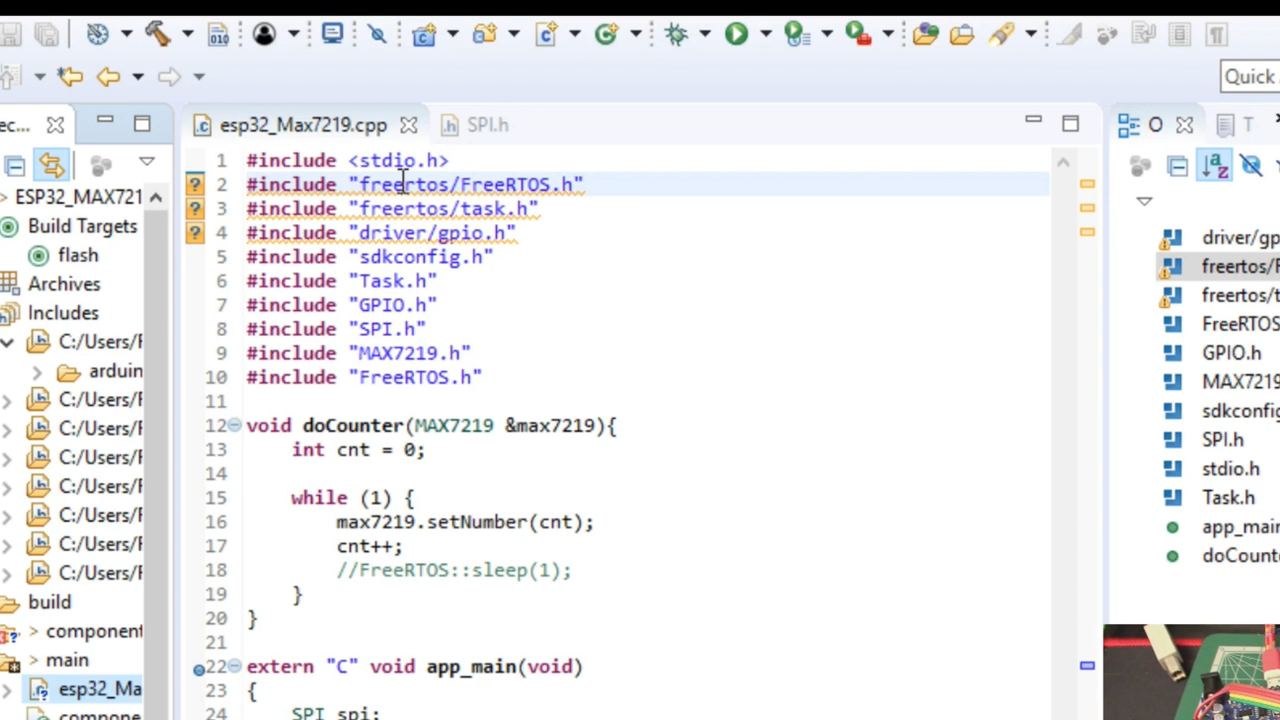 Quick
ec...
esp32_Max7219.cpp
SPI.h
O
T
ESP32_MAX721
Build Targets
flash
Archives
Includes
C:/Users/F
arduin
C:/Users/F
C:/Users/F
C:/Users/F
C:/Users/F
C:/Users/F
C:/Users/F
C:/Users/F
build
> component
> main
esp32_Ma
compone
1 #include <stdio.h>
2 #include "freertos/FreeRTOS.h"
3 #include "freertos/task.h"
4 #include "driver/gpio.h"
5 #include "sdkconfig.h"
6 #include "Task.h"
7 #include "GPIO.h"
8 #include "SPI.h"
9 #include "MAX7219.h"
10 #include "FreeRTOS.h"
11
12 void doCounter(MAX7219 &max7219){
13 int cnt = 0;
14
15 while (1) {
16 max7219.setNumber(cnt);
17 cnt++;
18 //FreeRTOS::sleep(1);
19 }
20 }
21
22 extern "C" void app_main(void)
23 {
24 SPI spi;
driver/gp
freertos/F
freertos/t
FreeRTOS
GPIO.h
MAX7219
sdkconfig
SPI.h
stdio.h
Task.h
app_main
doCount